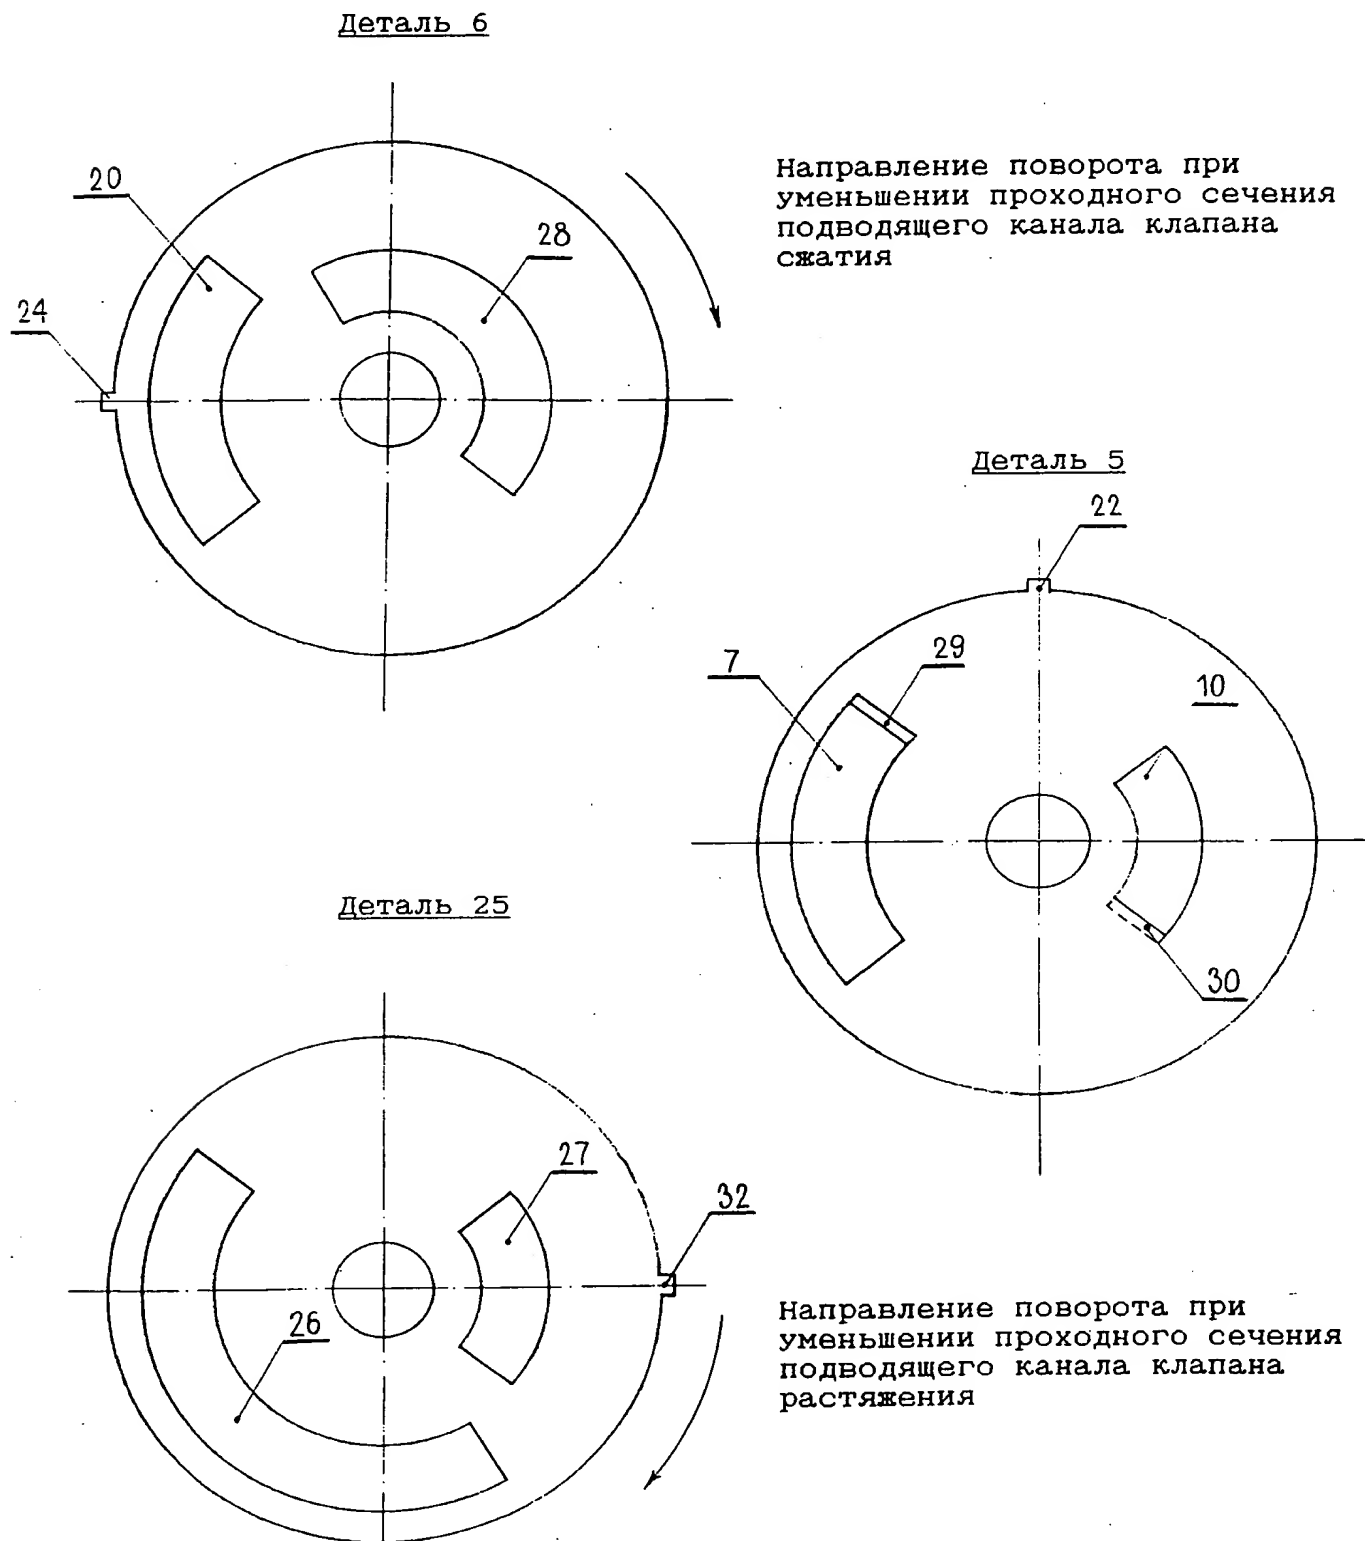 Деталь 6
20
28
24
Направление поворота при
уменьшении проходного сечения
подводящего канала клапана
сжатия
Деталь 5
22
7
29
10
30
Деталь 25
27
32
26
Направление поворота при
уменьшении проходного сечения
подводящего канала клапана
растяжения